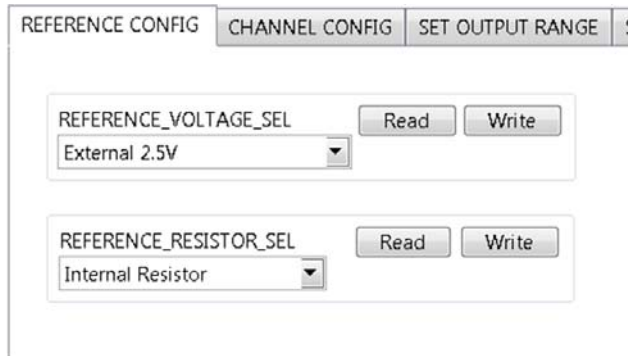 REFERENCE CONFIG CHANNEL CONFIG SET OUTPUT RANGE
REFERENCE_VOLTAGE_SEL Read Write
External 2.5V
REFERENCE_RESISTOR_SEL Read Write
Internal Resistor